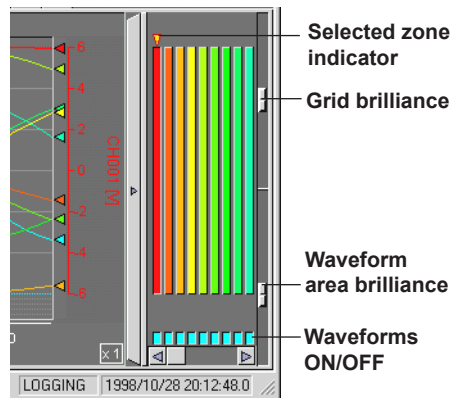 Selected zone
indicator
Grid brilliance
6
4
2
0
-2
-4
-6
CH001 [V]
Waveform
area brilliance
Waveforms
ON/OFF
0
x 1
LOGGING
1998/10/28 20:12:48.0